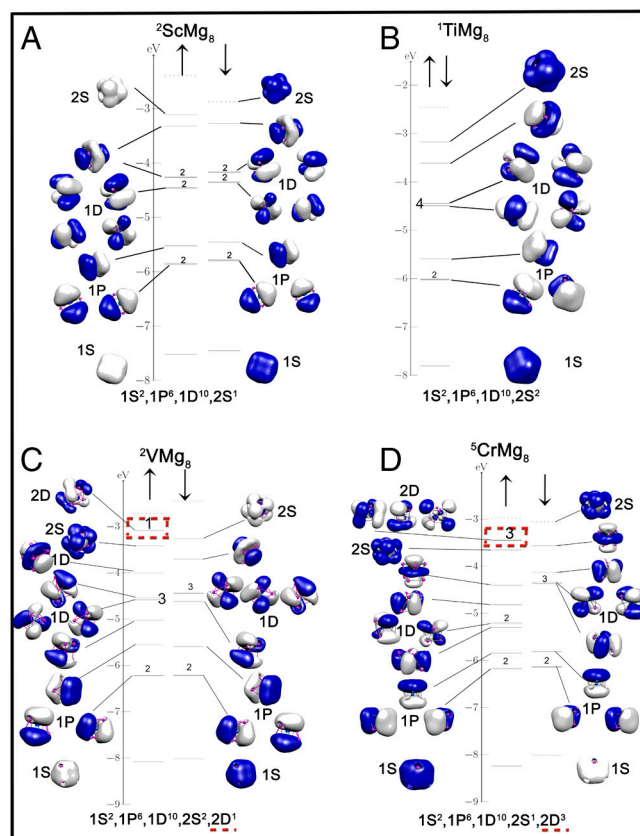 A
²ScMg₈
eV
2S
2S
−3
−4
2
2
2
2
1D
1D
−5
1P
1P
2
2
−6
−7
1S
1S
−8
1S²,1P⁶,1D¹⁰,2S¹
B
¹TiMg₈
eV
−2
2S
−3
−4
1D
4
−5
1P
−6
2
−7
1S
−8
1S²,1P⁶,1D¹⁰,2S²
C
²VMg₈
eV
2D
2S
−3
1
2S
1D
−4
3
3
1D
1D
−5
−6
2
2
1P
1P
−7
1S
1S
−8
−9
1S²,1P⁶,1D¹⁰,2S²,2D¹
D
⁵CrMg₈
eV
2D
2S
−3
3
2S
−4
3
1D
1D
−5
2
−6
2
2
1P
1P
−7
1S
1S
−8
−9
1S²,1P⁶,1D¹⁰,2S¹,2D³